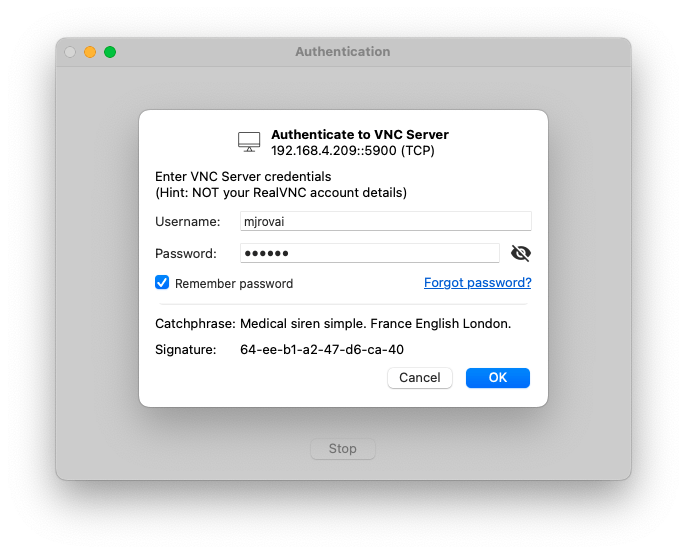 Authentication
Authenticate to VNC Server
192.168.4.209::5900 (TCP)
Enter VNC Server credentials
(Hint: NOT your RealVNC account details)
Username: mjrovai
Password: ••••••
Remember password Forgot password?
Catchphrase: Medical siren simple. France English London.
Signature: 64-ee-b1-a2-47-d6-ca-40
Cancel OK
Stop